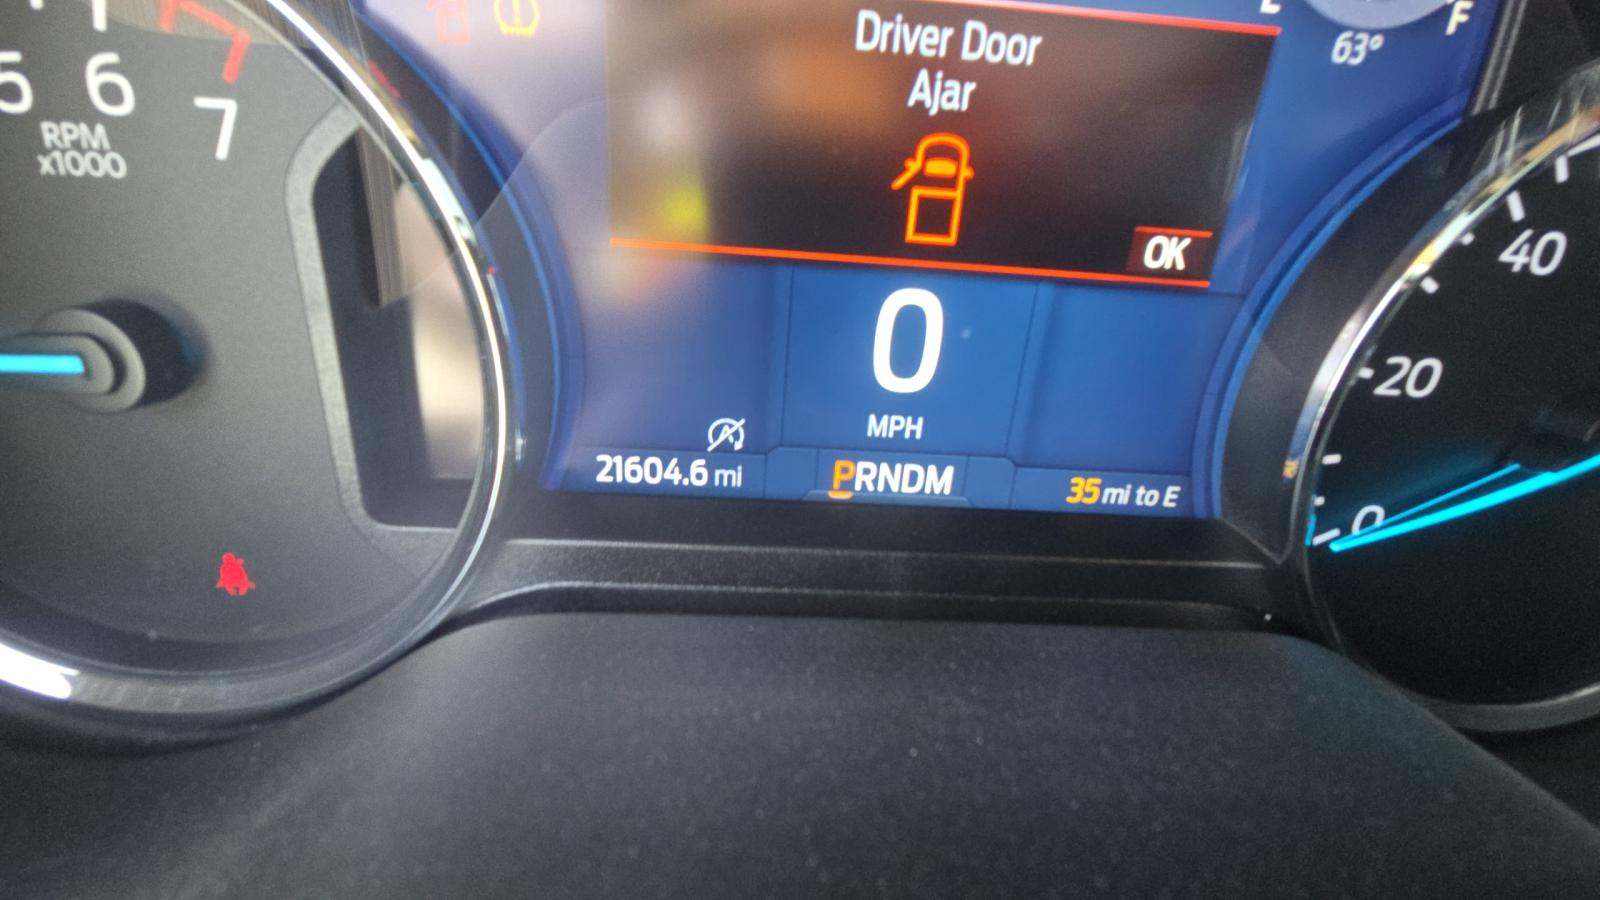 Driver Door
Ajar
OK
F
63°
5 6 7
RPM
x1000
0
MPH
21604.6 mi
PRNDM
35 mi to E
40
20
0